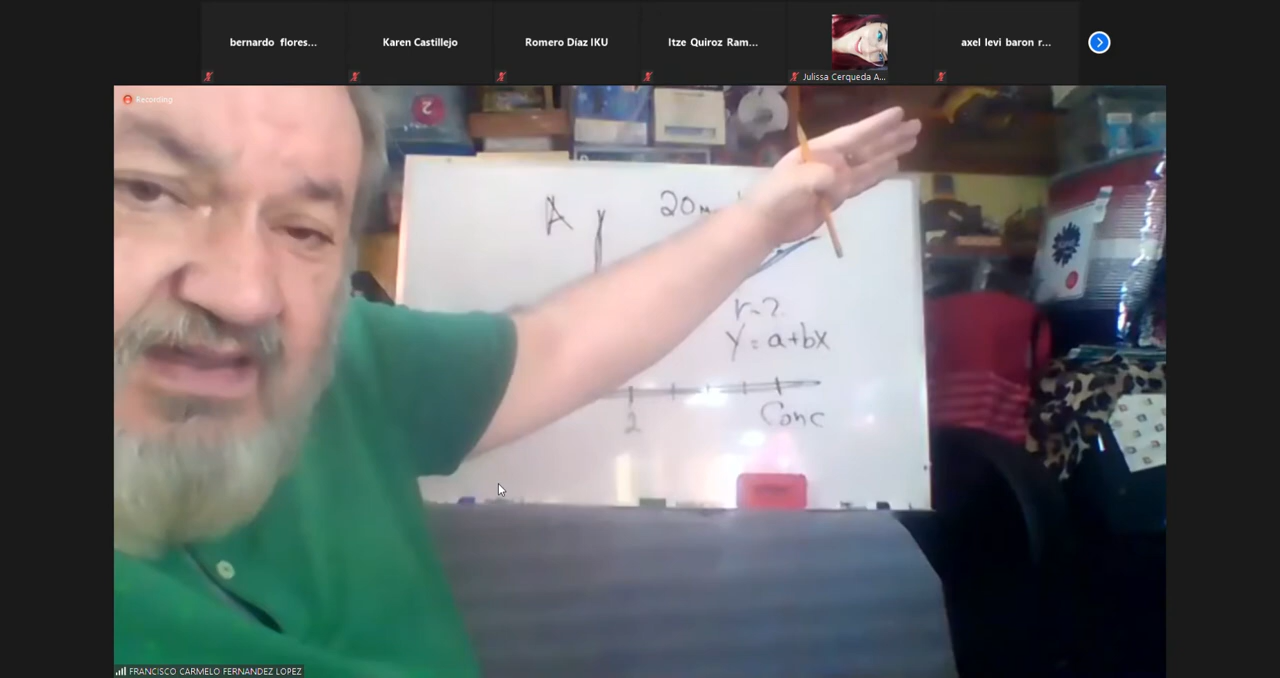 bernardo flores...
Karen Castillejo
Romero Díaz IKU
Itze Quiroz Ram...
Julissa Cerqueda A...
axel levi baron r...
Recording
2
A
20
r=?
Y = a+bx
2
Conc
FRANCISCO CARMELO FERNANDEZ LOPEZ